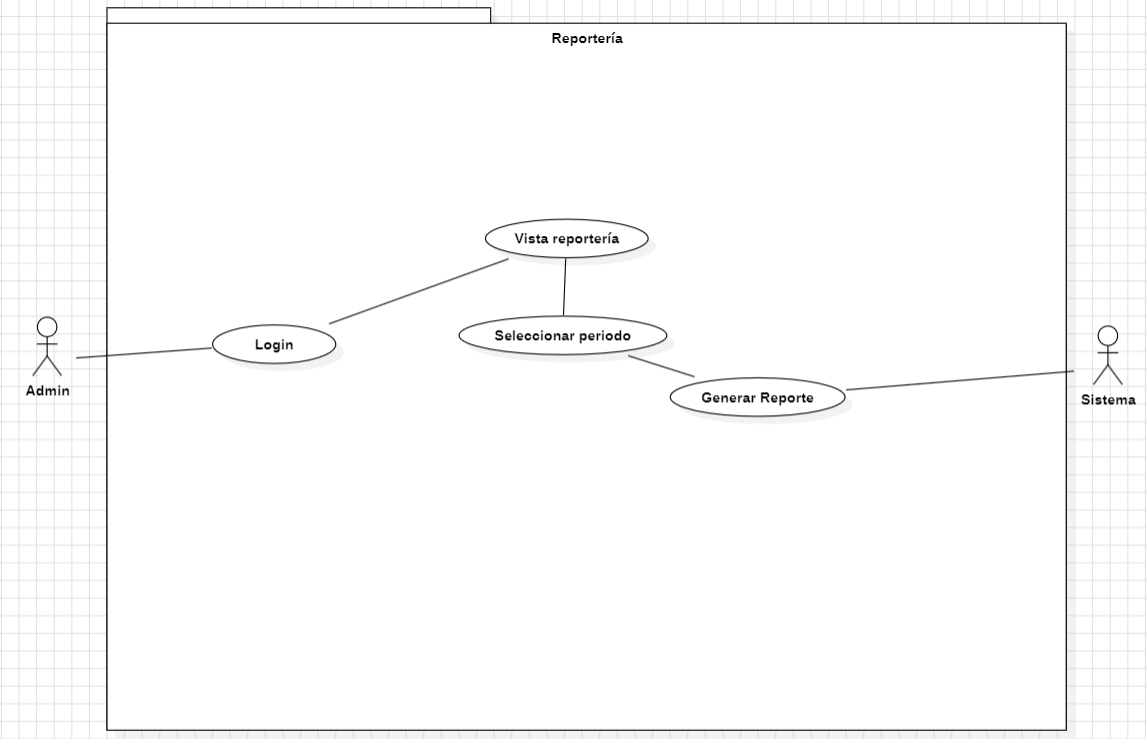 Reportería
Vista reportería
Seleccionar periodo
Login
Generar Reporte
Admin
Sistema